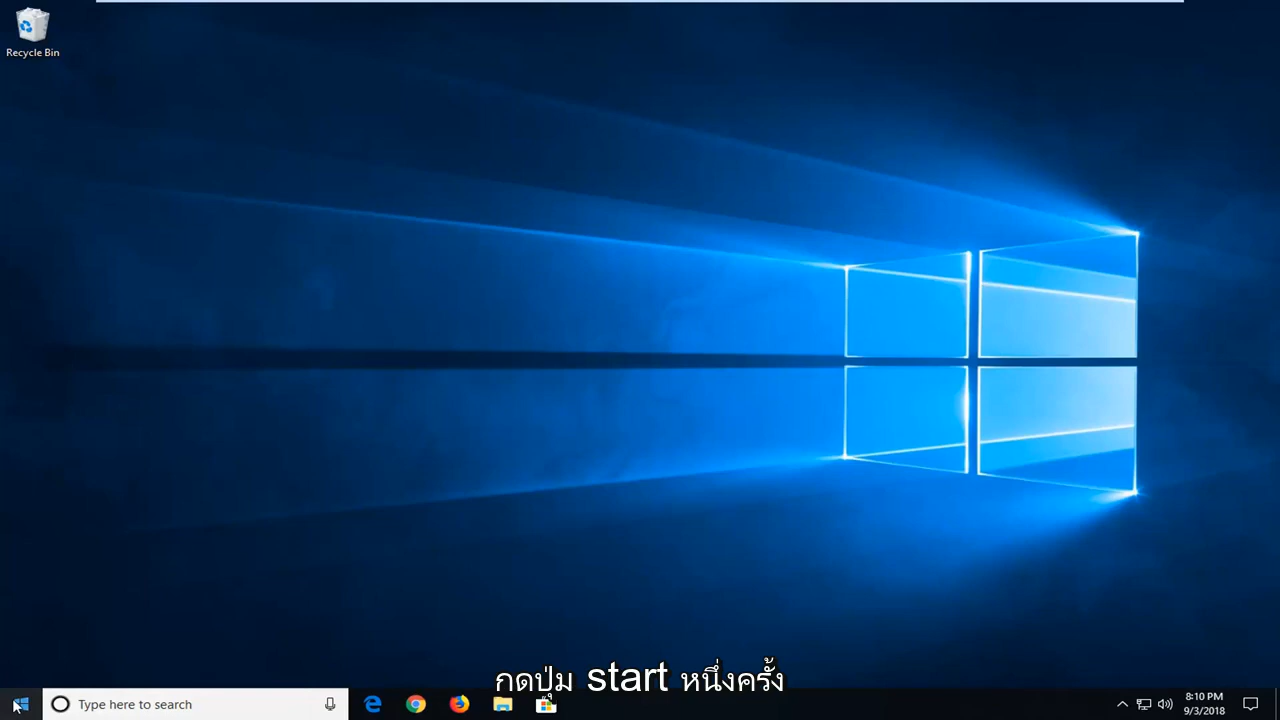 Recycle Bin
กดปุ่ม start หนึ่งครั้ง
Type here to search
8:10 PM
9/3/2018